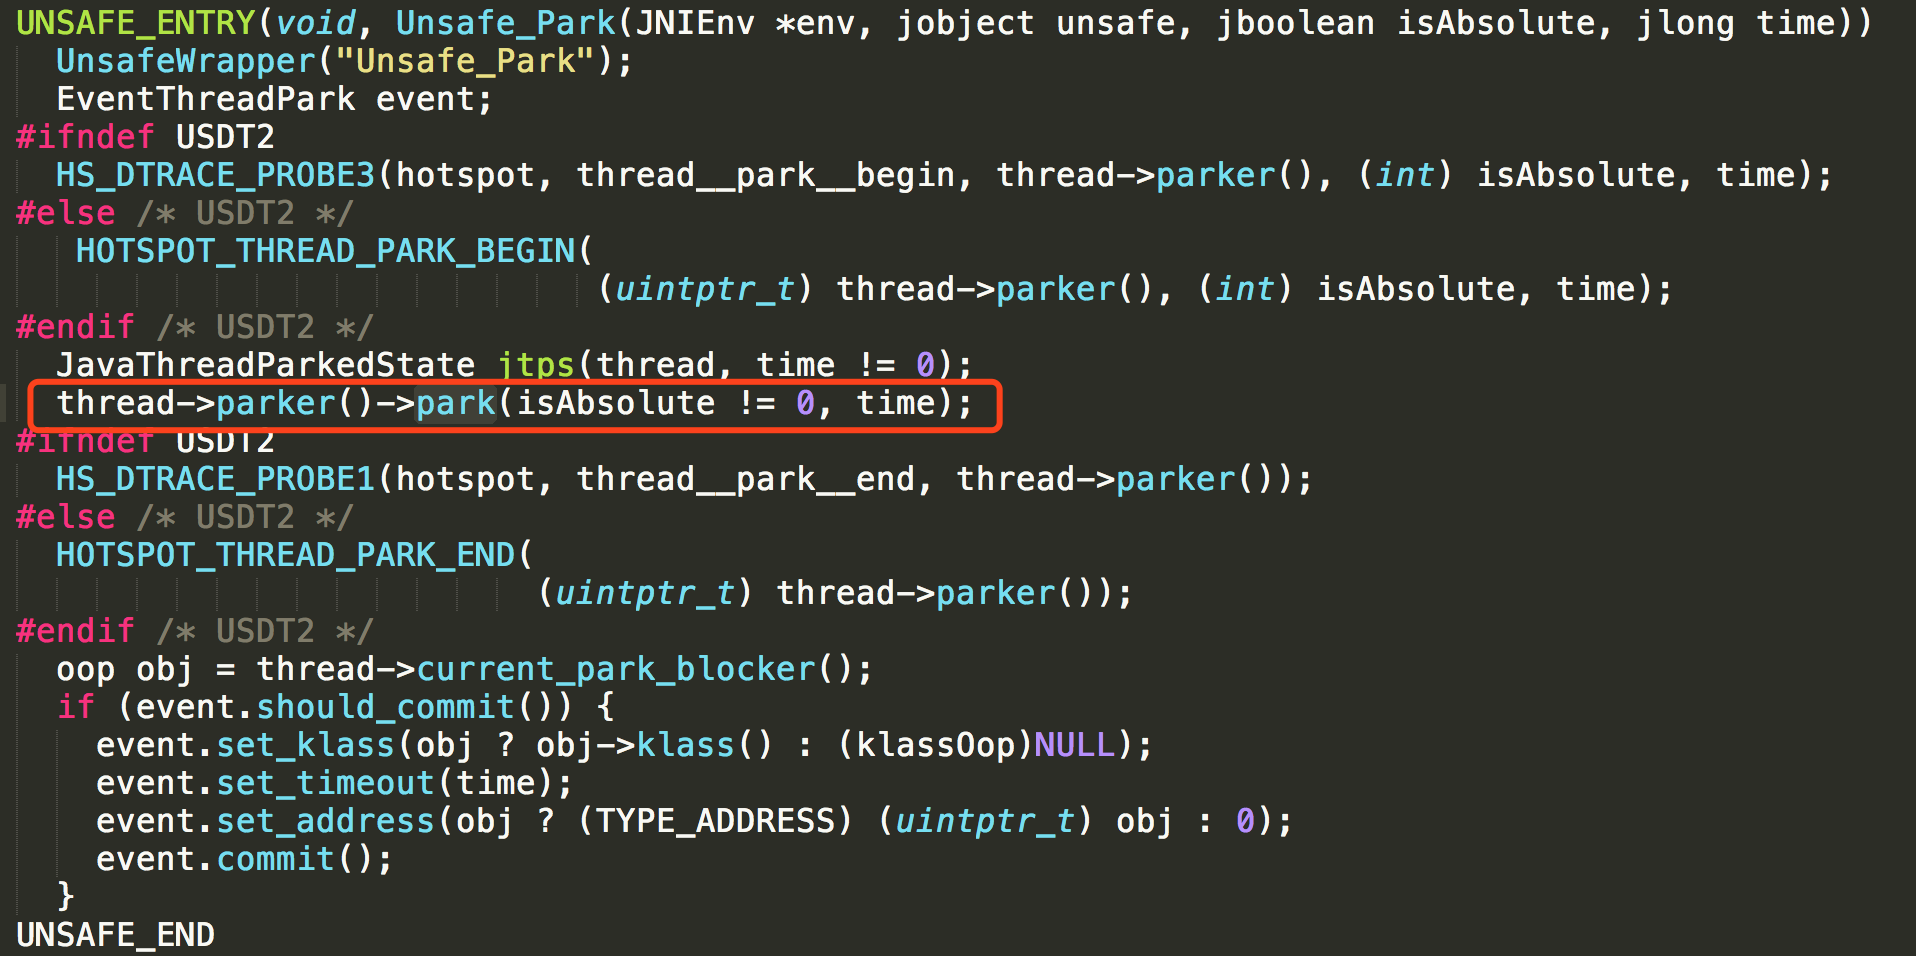 UNSAFE_ENTRY(void, Unsafe_Park(JNIEnv *env, jobject unsafe, jboolean isAbsolute, jlong time))
  UnsafeWrapper("Unsafe_Park");
  EventThreadPark event;
#ifndef USDT2
  HS_DTRACE_PROBE3(hotspot, thread__park__begin, thread->parker(), (int) isAbsolute, time);
#else /* USDT2 */
   HOTSPOT_THREAD_PARK_BEGIN(
                             (uintptr_t) thread->parker(), (int) isAbsolute, time);
#endif /* USDT2 */
  JavaThreadParkedState jtps(thread, time != 0);
  thread->parker()->park(isAbsolute != 0, time);
#ifndef USDT2
  HS_DTRACE_PROBE1(hotspot, thread__park__end, thread->parker());
#else /* USDT2 */
  HOTSPOT_THREAD_PARK_END(
                          (uintptr_t) thread->parker());
#endif /* USDT2 */
  oop obj = thread->current_park_blocker();
  if (event.should_commit()) {
    event.set_klass(obj ? obj->klass() : (klassOop)NULL);
    event.set_timeout(time);
    event.set_address(obj ? (TYPE_ADDRESS) (uintptr_t) obj : 0);
    event.commit();
  }
UNSAFE_END